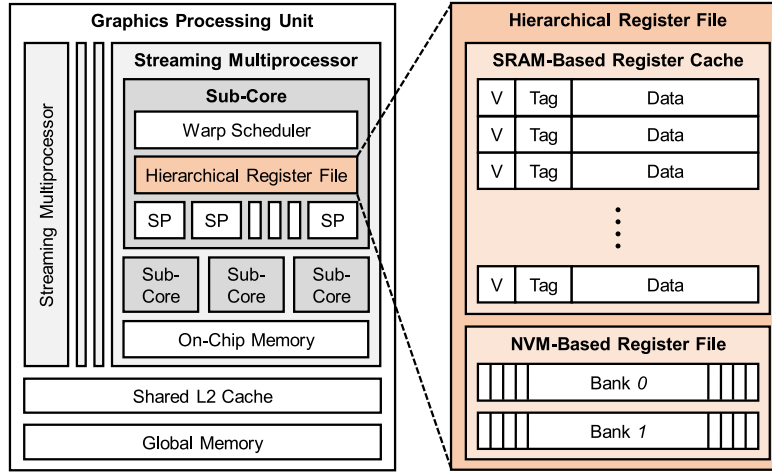 Graphics Processing Unit
Streaming Multiprocessor
Streaming Multiprocessor
Sub-Core
Warp Scheduler
Hierarchical Register File
SP SP SP
Sub-Core
Sub-Core
Sub-Core
On-Chip Memory
Shared L2 Cache
Global Memory
Hierarchical Register File
SRAM-Based Register Cache
V Tag Data
V Tag Data
V Tag Data
V Tag Data
NVM-Based Register File
Bank 0
Bank 1